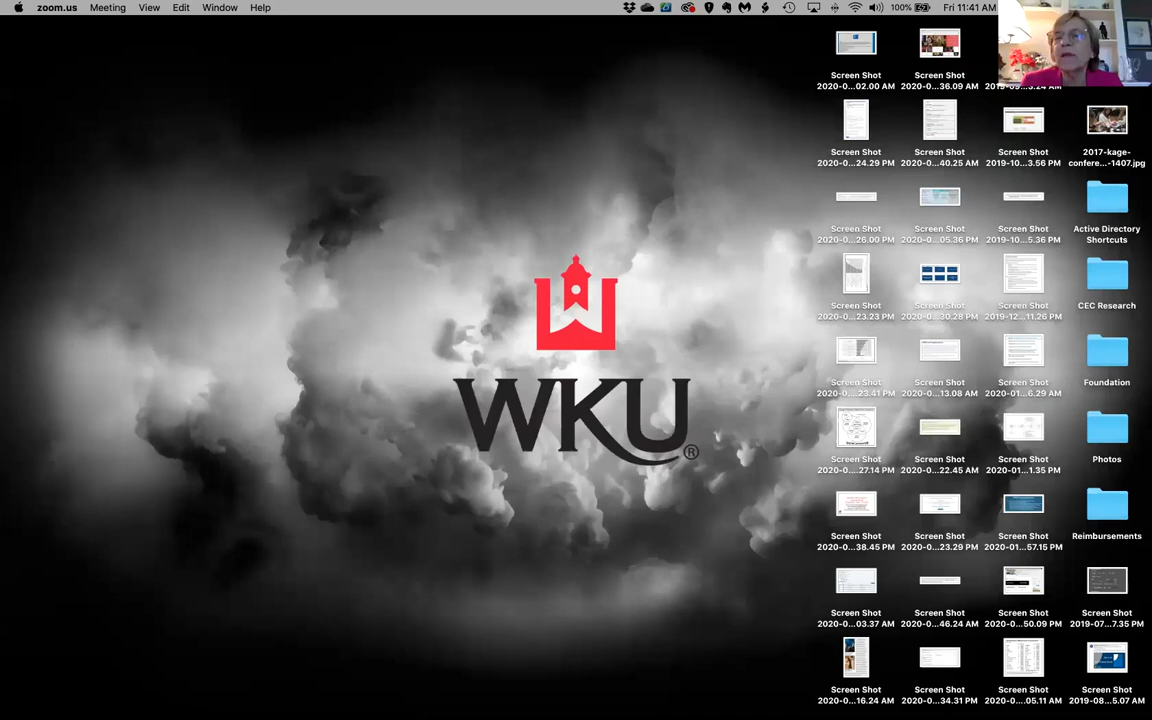 zoom.us Meeting View Edit Window Help
100%
Fri 11:41 AM
Screen Shot
2020-0...02.00 AM
Screen Shot
2020-0...36.09 AM
Screen Shot
2020-0...24.29 PM
Screen Shot
2020-0...40.25 AM
Screen Shot
2019-10...3.56 PM
2017-kage-
confere...-1407.jpg
Screen Shot
2020-0...26.00 PM
Screen Shot
2020-0...05.36 PM
Screen Shot
2019-10...5.36 PM
Active Directory
Shortcuts
Screen Shot
2020-0...23.23 PM
Screen Shot
2020-0...30.28 PM
Screen Shot
2019-12...11.26 PM
CEC Research
Screen Shot
2020-0...23.41 PM
Screen Shot
2020-0...13.08 AM
Screen Shot
2020-01...6.29 AM
Foundation
Screen Shot
2020-0....27.14 PM
Screen Shot
2020-0...22.45 AM
Screen Shot
2020-01...1.35 PM
Photos
Screen Shot
2020-0...38.45 PM
Screen Shot
2020-0...23.29 PM
Screen Shot
2020-01...57.15 PM
Reimbursements
Screen Shot
2020-0...03.37 AM
Screen Shot
2020-0...46.24 AM
Screen Shot
2020-0...50.09 PM
Screen Shot
2019-07...7.35 PM
Screen Shot
2020-0...16.24 AM
Screen Shot
2020-0...34.31 PM
Screen Shot
2020-0....05.11 AM
Screen Shot
2019-08...5.07 AM
WKU®